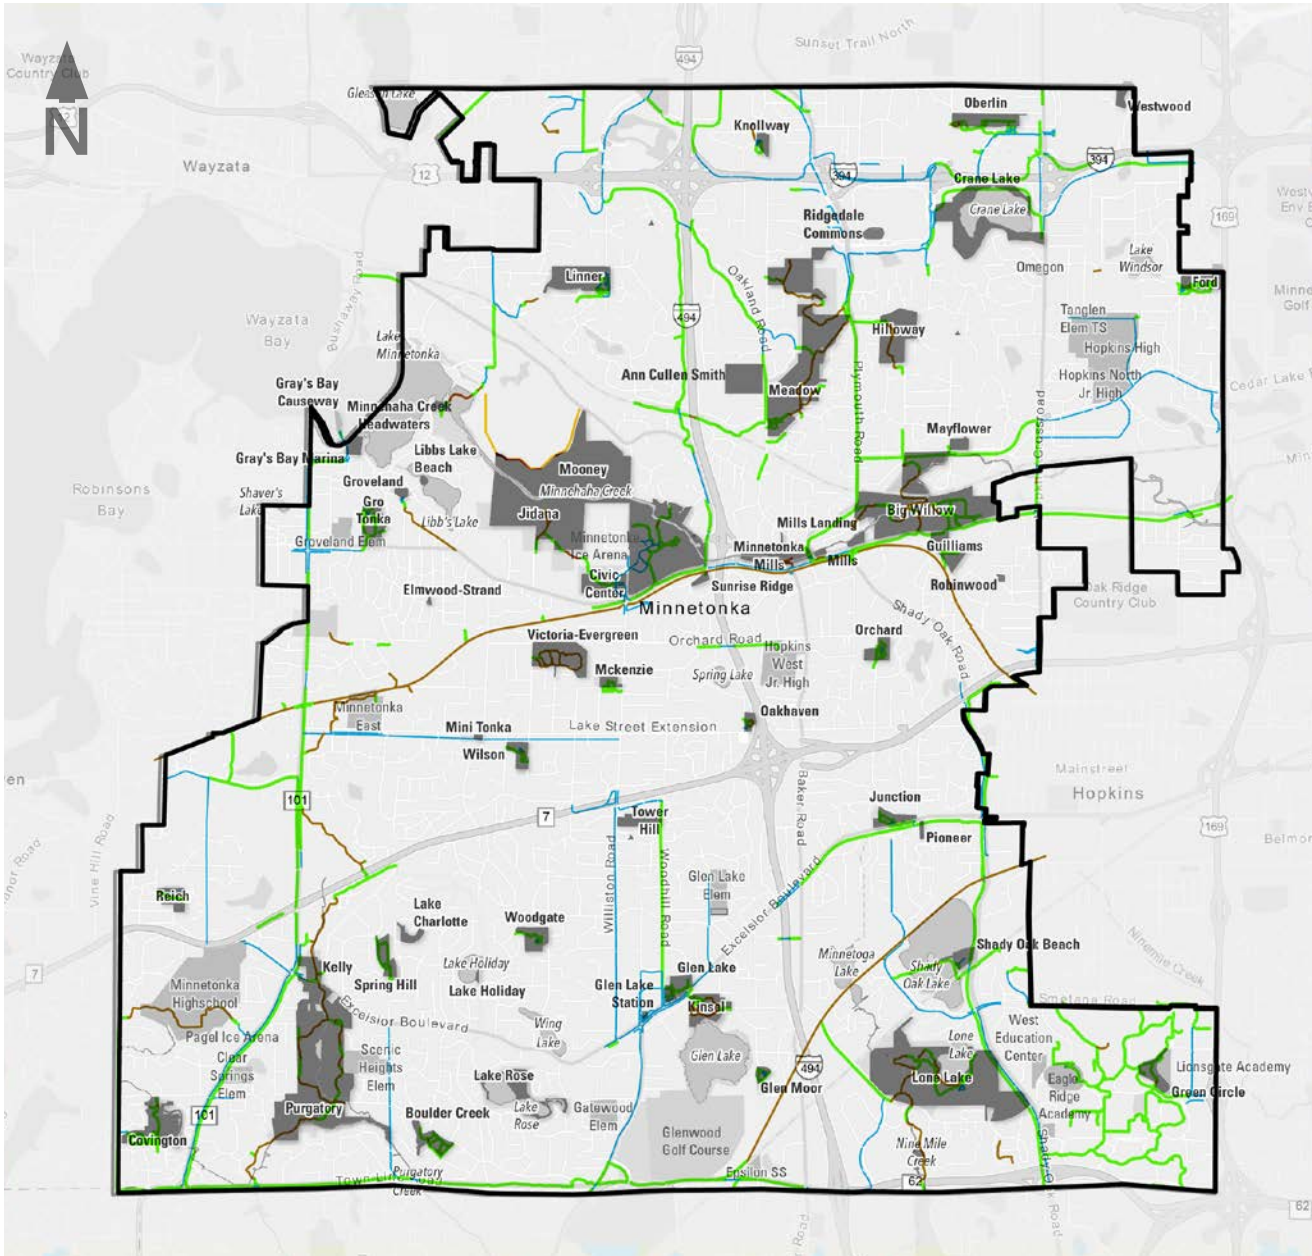 Sunset Trail North
494
Wayzata
Country Club
Gleason Lake
N
Oberlin
Westwood
Knollway
Wayzata
12
394
394
Crane Lake
Crane Lake
Ridgedale
Commons
169
Lake
Windsor
Omegon
Linner
Ford
Oakland Road
Bushaway Road
Wayzata
Bay
494
Hilloway
Tanglen
Elem TS
Hopkins High
Lake
Minnetonka
Ann Cullen Smith
Meadow
Hopkins North
Jr. High
Gray's Bay
Causeway
Minnehaha Creek
Headwaters
Plymouth Road
Mayflower
Gray's Bay Marina
Libbs Lake
Beach
Mooney
Minnehaha Creek
Robinsons
Bay
Shaver's
Lake
Groveland
Gro
Tonka
Libb's Lake
Jidana
Big Willow
Mills Landing
Groveland Elem
Minnetonka
Ice Arena
Minnetonka
Mills
Mills
Guilliams
Civic
Center
Sunrise Ridge
Robinwood
Oak Ridge
Country Club
Elmwood-Strand
Minnetonka
Shady Oak Road
Victoria-Evergreen
Orchard Road
Orchard
Hopkins
West
Jr. High
Mckenzie
Spring Lake
Minnetonka
East
Mini Tonka
Lake Street Extension
Oakhaven
Wilson
Mainstreet
Hopkins
Baker Road
101
7
Tower
Hill
Junction
Pioneer
169
Vine Hill Road
Williston Road
Woodhill Road
Excelsior Boulevard
Glen Lake
Elem
Reich
Lake
Charlotte
Woodgate
Shady Oak Beach
Ninemile Creek
7
Minnetonka
Highschool
Kelly
Spring Hill
Lake Holiday
Lake Holiday
Glen Lake
Glen Lake
Station
Kinsel
Minnetoga
Lake
Shady
Oak Lake
Smetana Road
Excelsior Boulevard
Pagel Ice Arena
Wing
Lake
Glen Lake
Lone
Lake
West
Education
Center
Clear
Springs
Elem
Scenic
Heights
Elem
494
Lone Lake
Eagle
Ridge
Academy
Lionsgate Academy
Green Circle
Lake Rose
Glen Moor
101
Purgatory
Boulder Creek
Lake
Rose
Gatewood
Elem
Covington
Glenwood
Golf Course
Nine Mile
Creek
Purgatory
Creek
Epsilon SS
62
62